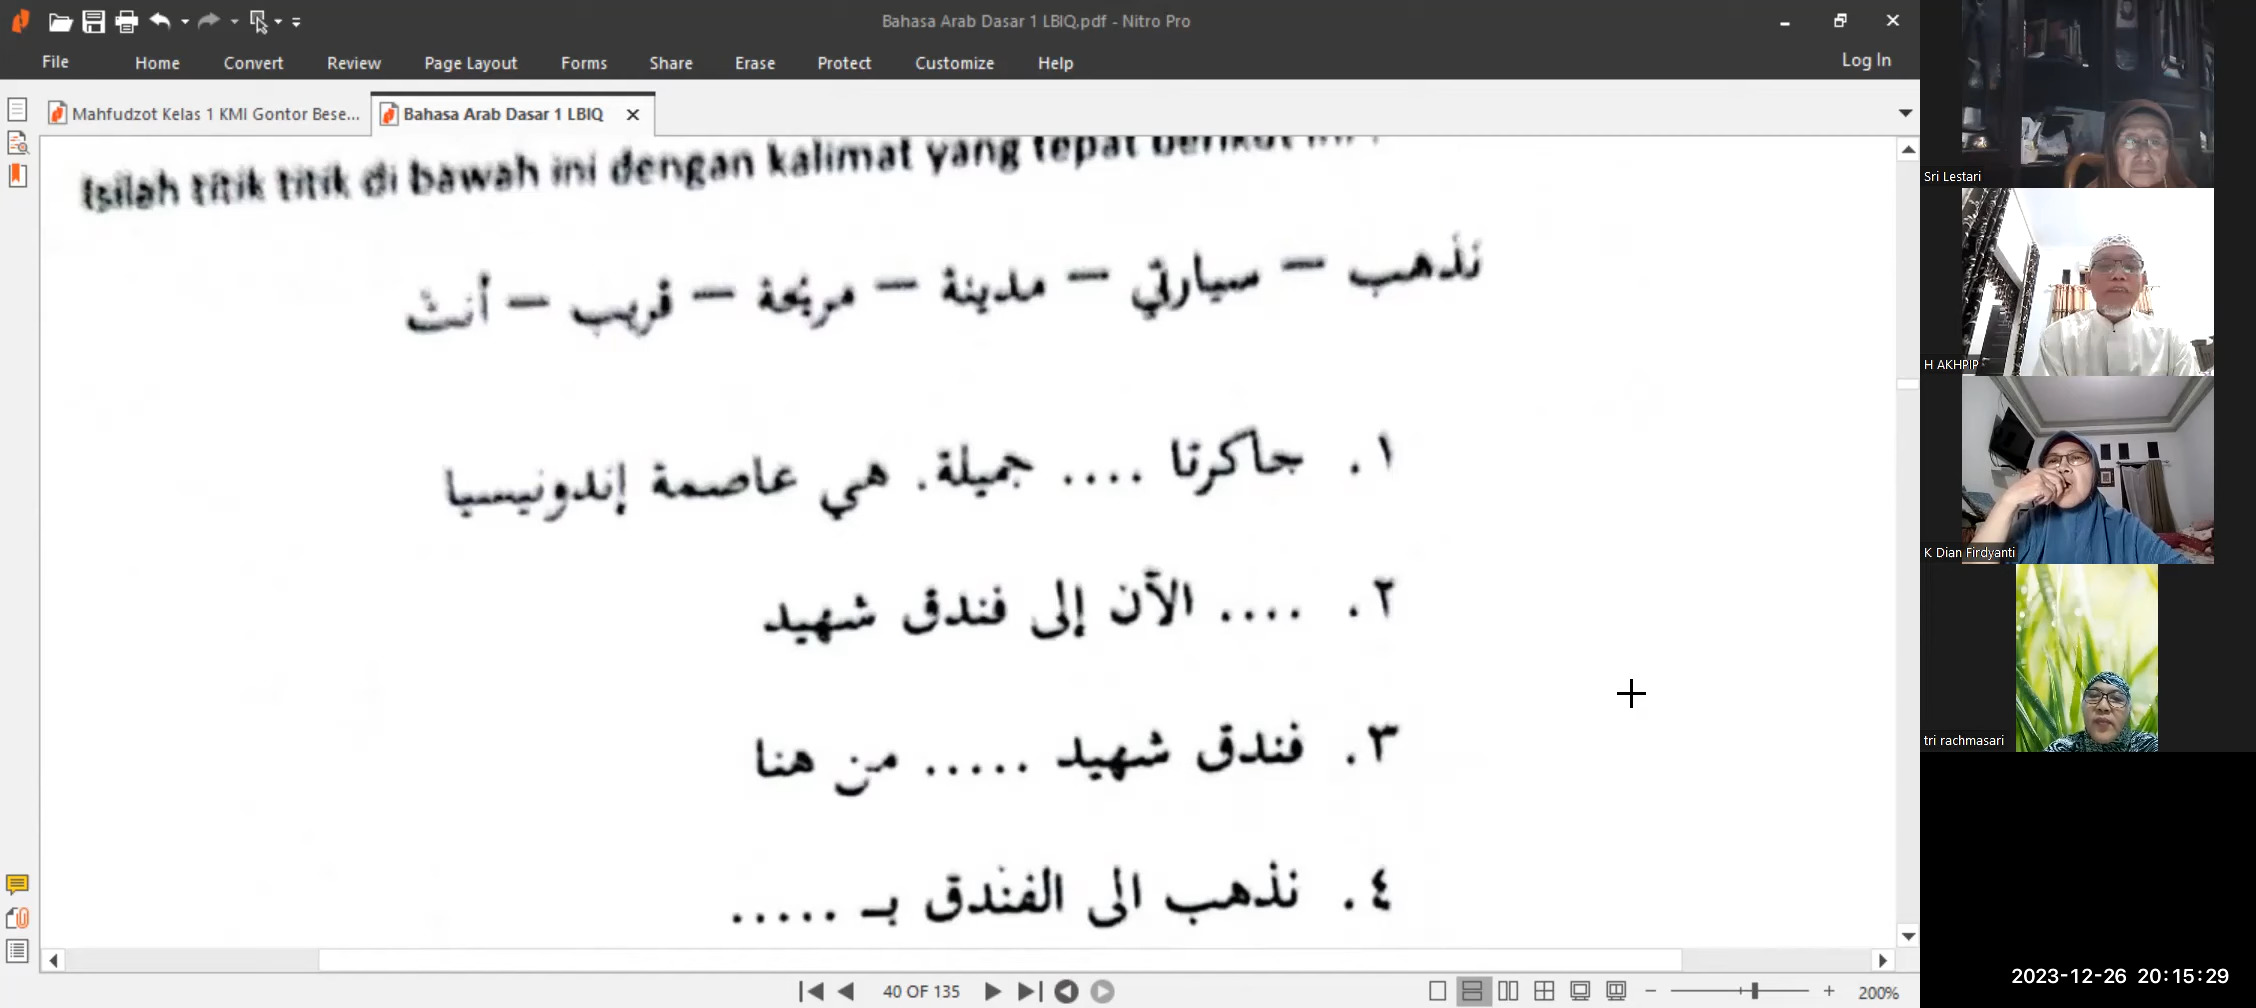 Bahasa Arab Dasar 1 LBIQ.pdf - Nitro Pro
File Home Convert Review Page Layout Forms Share Erase Protect Customize Help Log In
Mahfudzot Kelas 1 KMI Gontor Bese... Bahasa Arab Dasar 1 LBIQ
Isilah titik titik di bawah ini dengan kalimat yang tepat berikut ini
نذهب – سيارتي – مدينة – مريحة – قريب – أنت
١. جاكرتا .... جميلة. هي عاصمة إندونيسيا
٢. .... الآن إلى فندق شهيد
٣. فندق شهيد ..... من هنا
٤. نذهب الى الفندق بـ .....
40 OF 135
200%
Sri Lestari
H AKHPIP
K Dian Firdyanti
tri rachmasari
2023-12-26 20:15:29